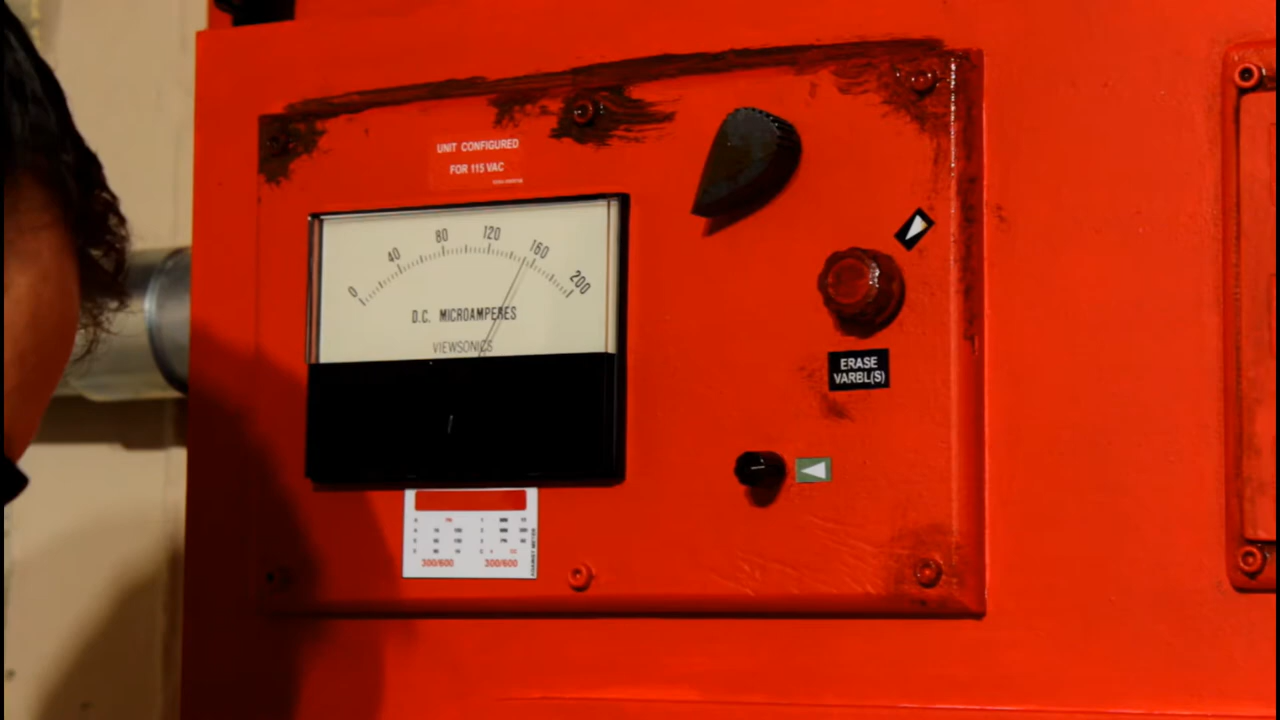 UNIT CONFIGURED
FOR 115 VAC
0 40 80 120 160 200
D.C. MICROAMPERES
VIEWSONICS
ERASE
VARBL(S)
300/600 300/600